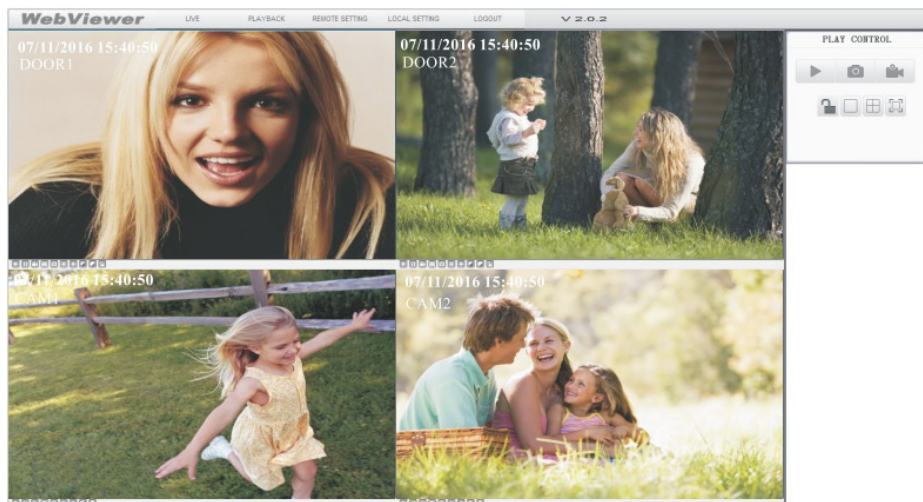 WebViewer LIVE PLAYBACK REMOTE SETTING LOCAL SETTING LOGOUT V 2.0.2
PLAY CONTROL
07/11/2016 15:40:50
DOOR1
07/11/2016 15:40:50
DOOR2
07/11/2016 15:40:50
CAM1
07/11/2016 15:40:50
CAM2